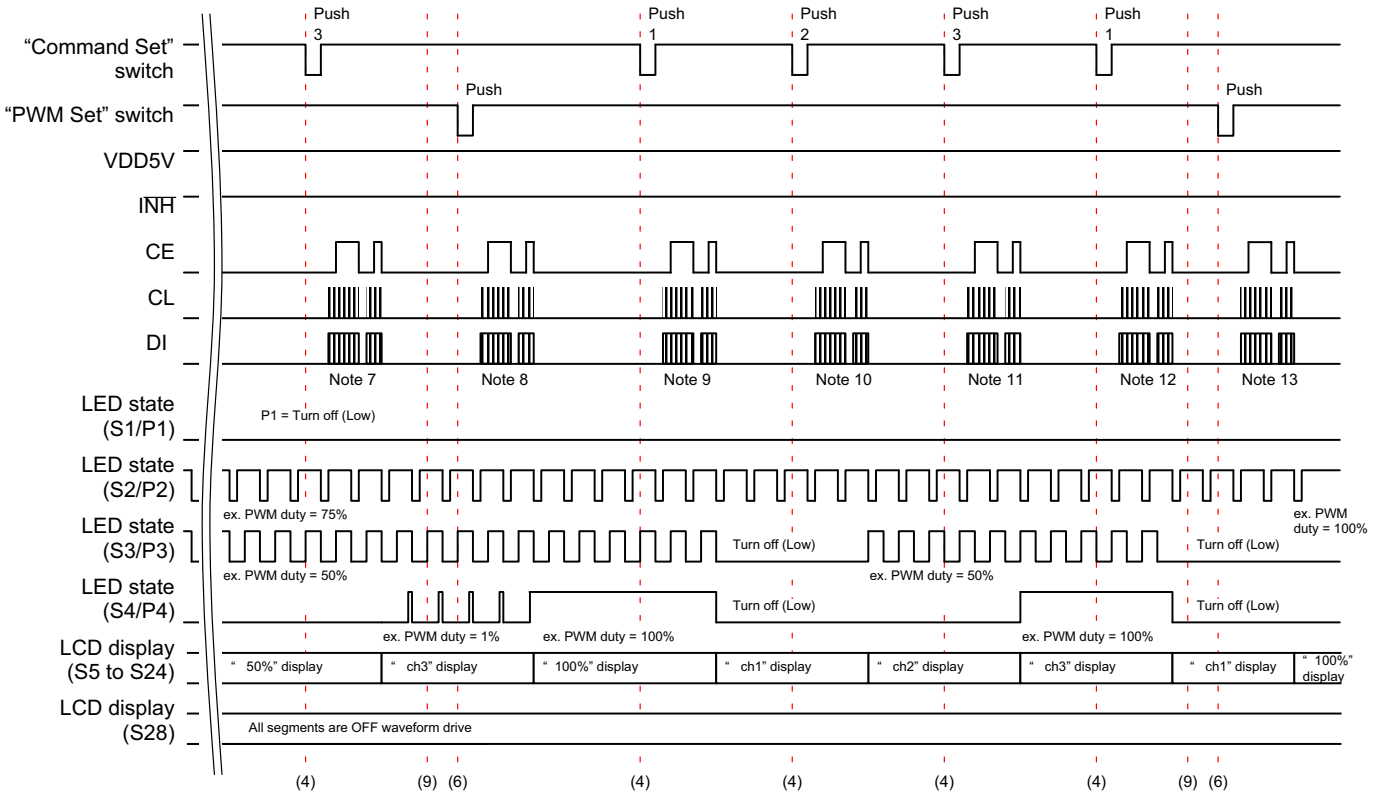 Push Push Push Push Push
3 1 2 3 1
“Command Set”
switch
Push Push
“PWM Set” switch
VDD5V
INH
CE
CL
DI
Note 7 Note 8 Note 9 Note 10 Note 11 Note 12 Note 13
LED state
(S1/P1)
P1 = Turn off (Low)
LED state
(S2/P2)
ex. PWM duty = 75%
ex. PWM
duty = 100%
LED state
(S3/P3)
Turn off (Low) Turn off (Low)
ex. PWM duty = 50% ex. PWM duty = 50%
LED state
(S4/P4)
Turn off (Low) Turn off (Low)
ex. PWM duty = 1% ex. PWM duty = 100% ex. PWM duty = 100%
LCD display
(S5 to S24)
“ 50%” display “ ch3” display “ 100%” display “ ch1” display “ ch2” display “ ch3” display “ ch1” display “ 100%”
display
LCD display
(S28)
All segments are OFF waveform drive
(4) (9) (6) (4) (4) (4) (4) (9) (6)